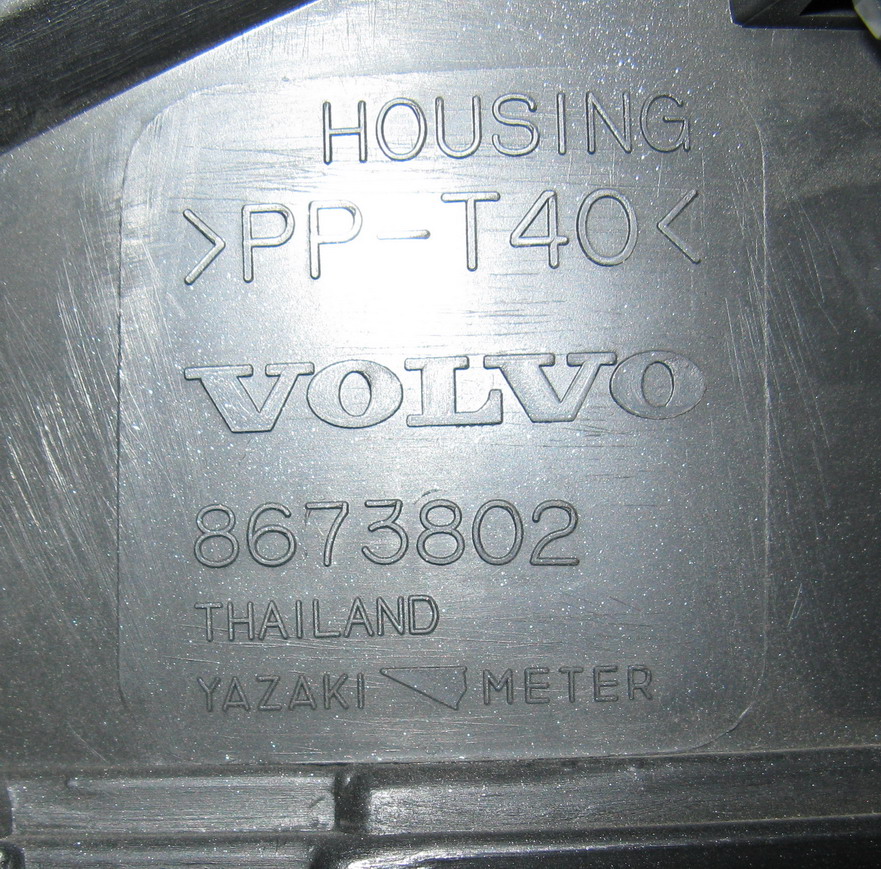 HOUSING
>PP-T40<
VOLVO
8673802
THAILAND
YAZAKI METER